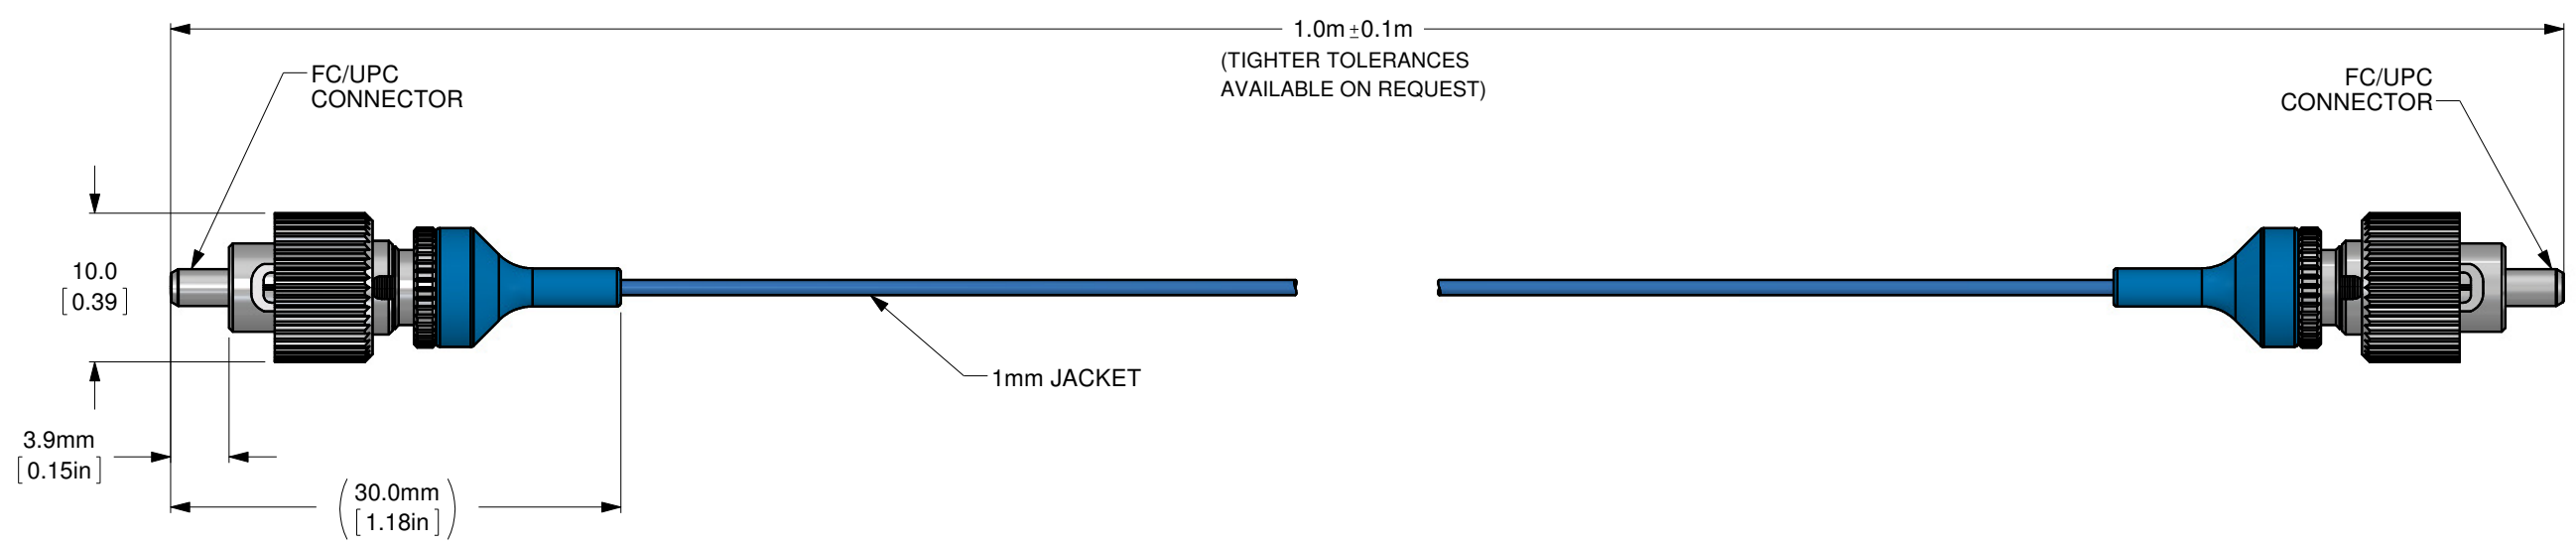 1.0m ±0.1m
(TIGHTER TOLERANCES
AVAILABLE ON REQUEST)
FC/UPC
CONNECTOR
FC/UPC
CONNECTOR
10.0
[0.39]
1mm JACKET
3.9mm
[0.15in]
(30.0mm
[1.18in])